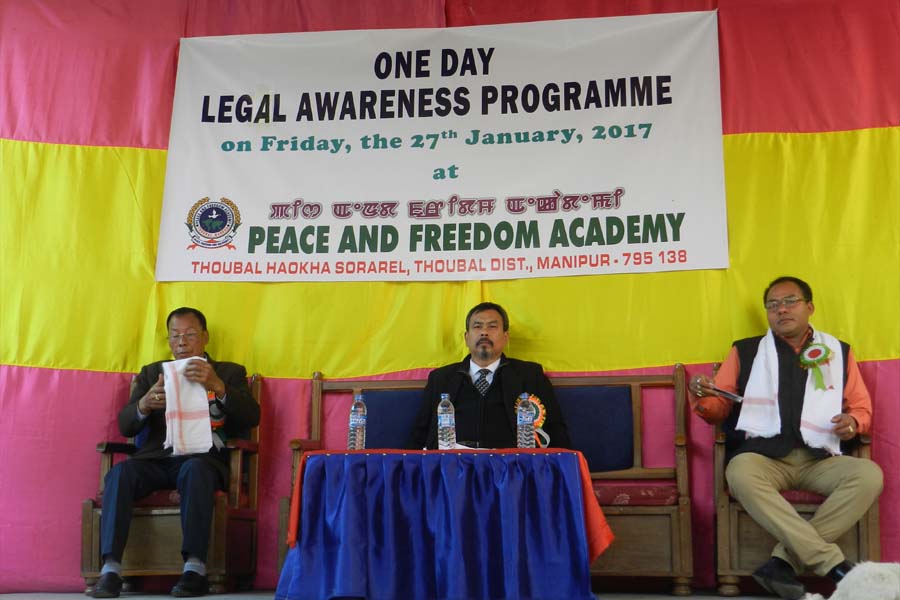 ONE DAY
LEGAL AWARENESS PROGRAMME
on Friday, the 27th January, 2017
at
PEACE AND FREEDOM ACADEMY
THOUBAL HAOKHA SORAREL, THOUBAL DIST., MANIPUR - 795 138